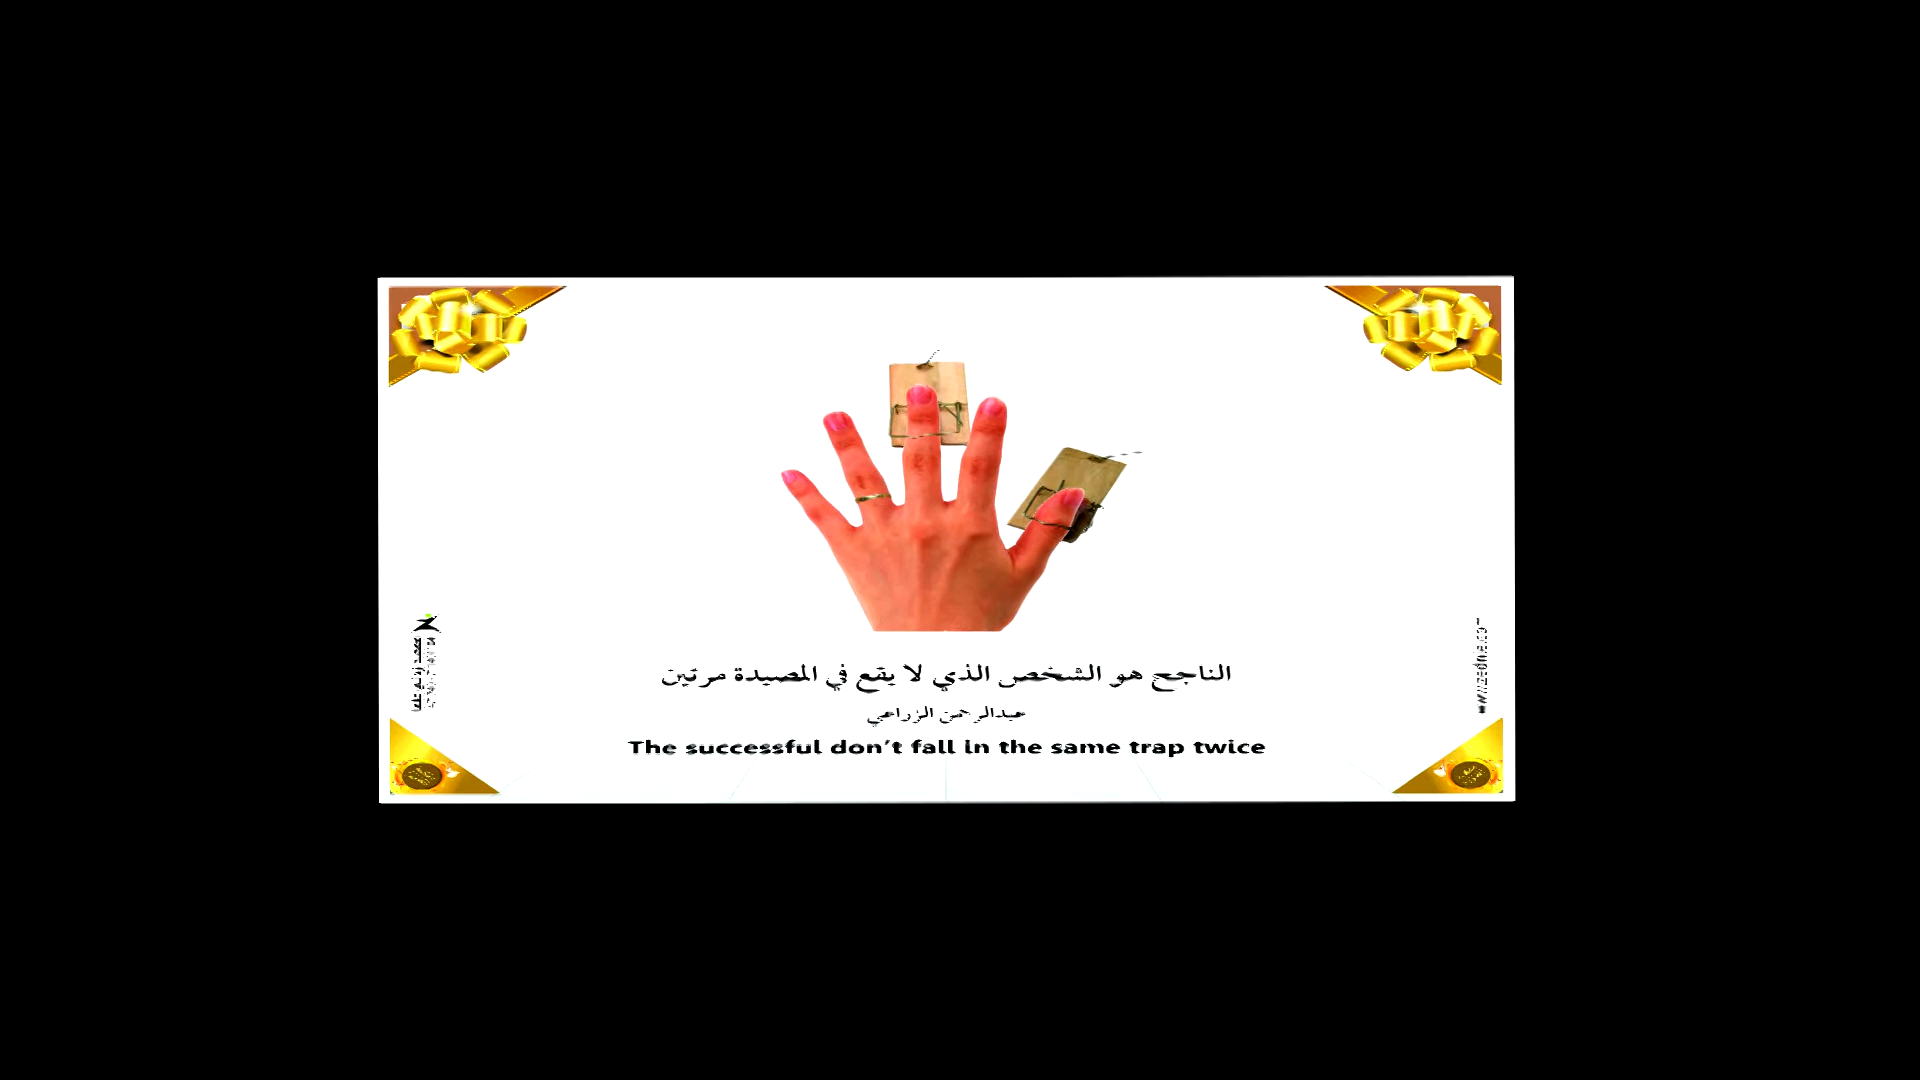 الناجح هو الشخص الذي لا يقع في المصيدة مرتين
عبدالرحمن الزراعي
The successful don't fall in the same trap twice